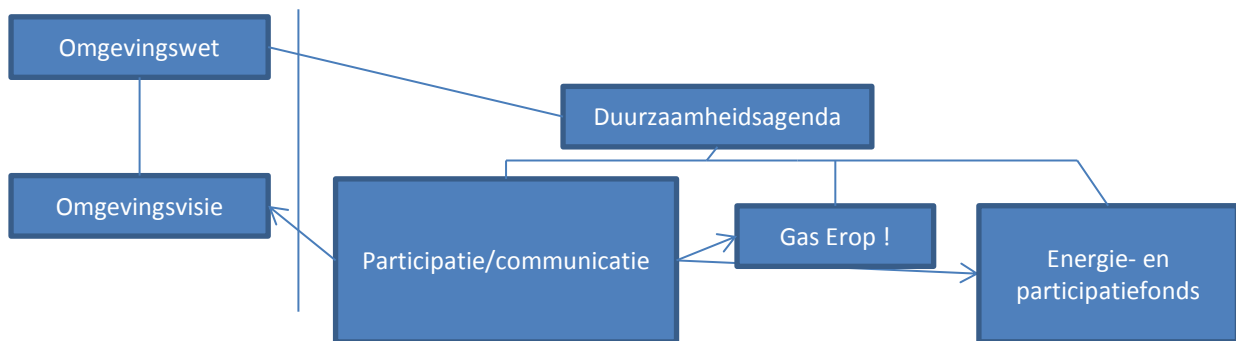 Omgevingswet
Duurzaamheidsagenda
Omgevingsvisie
Participatie/communicatie
Gas Erop !
Energie- en
participatiefonds